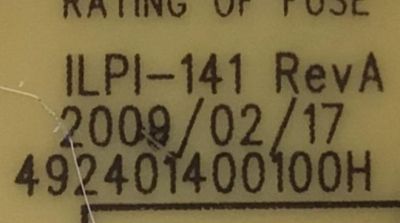 RATING OF FUSE
ILPI-141 RevA
2009/02/17
492401400100H